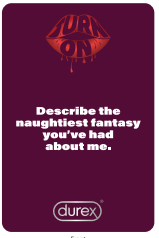 TURN
ON
Describe the
naughtiest fantasy
you've had
about me.
durex®